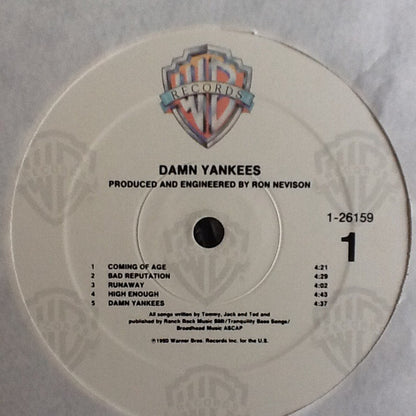 RECORDS
DAMN YANKEES
PRODUCED AND ENGINEERED BY RON NEVISON
1-26159
1
1 COMING OF AGE 4:21
2 BAD REPUTATION 4:29
3 RUNAWAY 4:02
4 HIGH ENOUGH 4:43
5 DAMN YANKEES 4:37
All songs written by Tommy, Jack and Ted and
published by Ranch Rock Music BMI/Tranquility Base Songs/
Broadhead Music ASCAP
℗1990 Warner Bros. Records Inc. for the U.S.